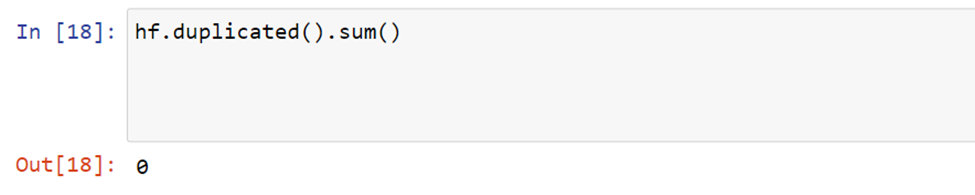 In [18]: hf.duplicated().sum()
Out[18]: 0